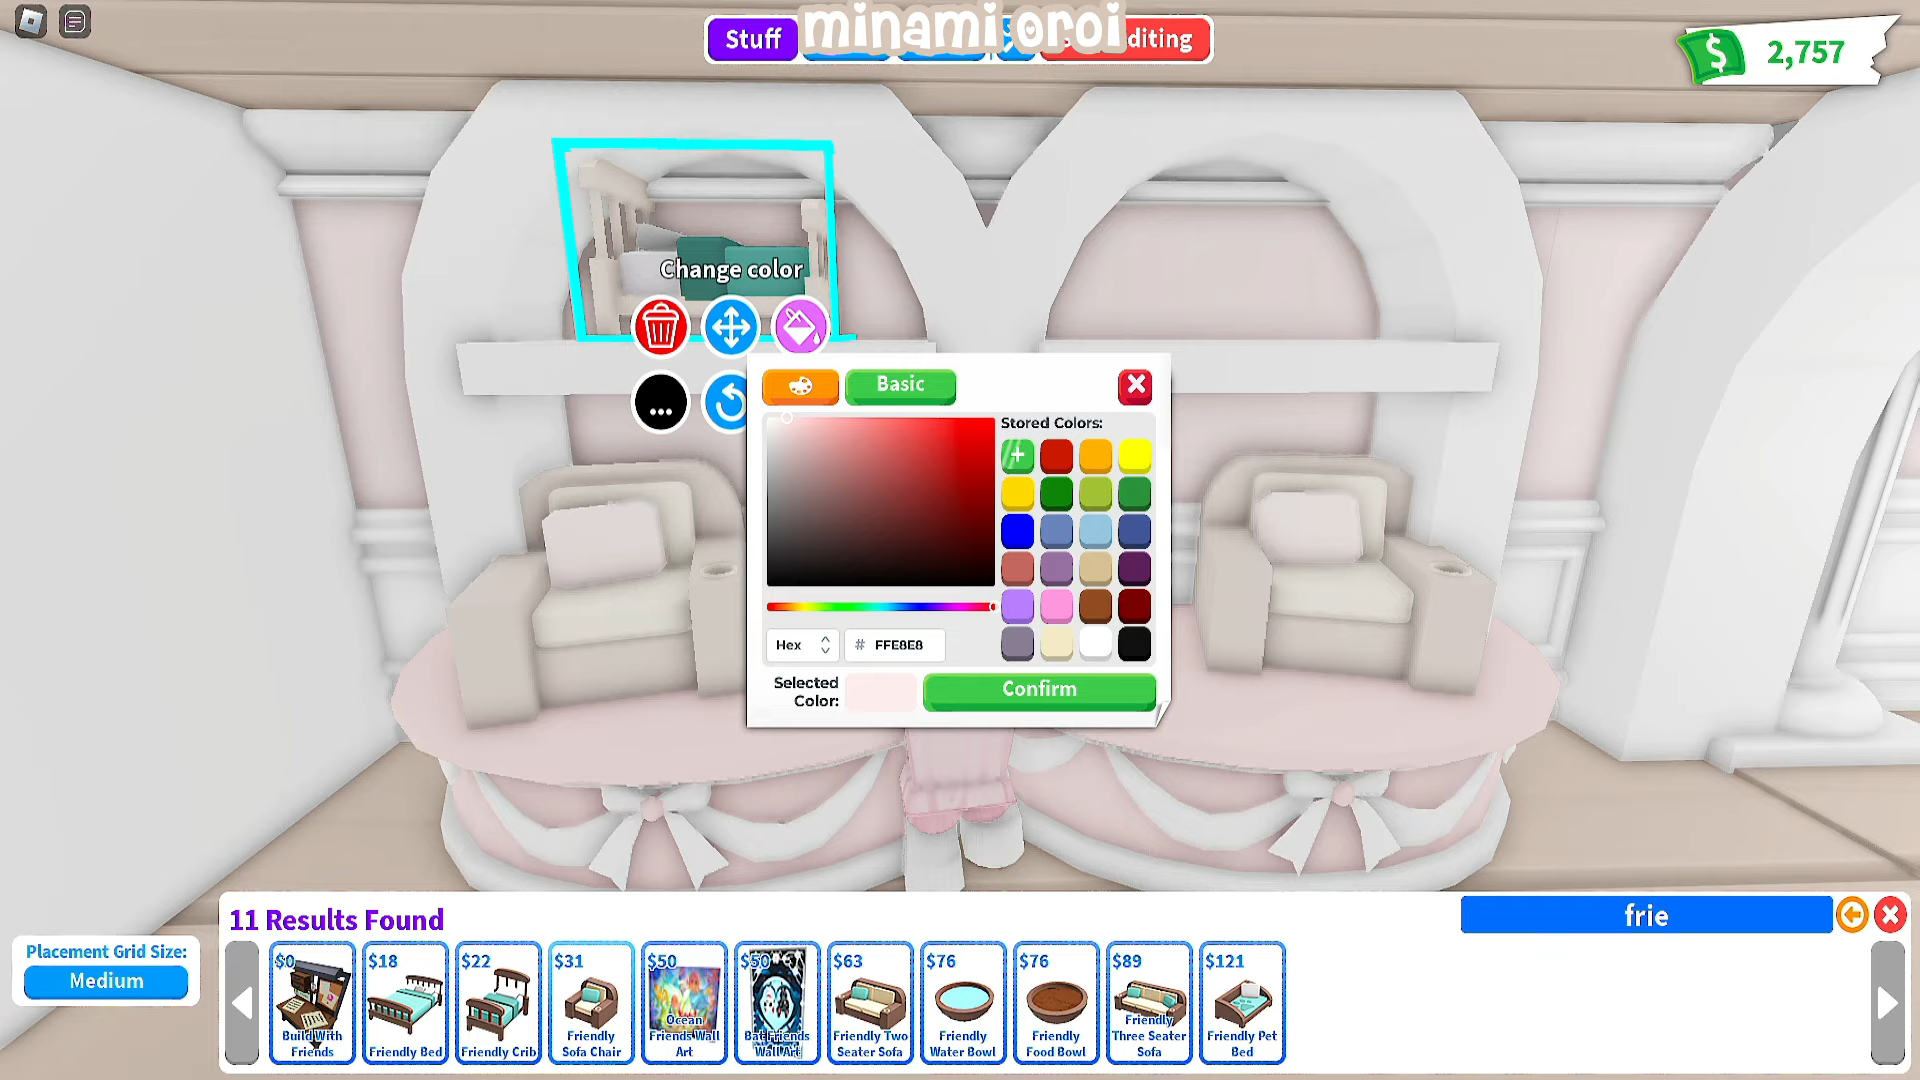 Stuff
minami oroi
diting
2,757
Change color
...
Basic
Stored Colors:
Hex
# FFE8E8
Selected
Color:
Confirm
11 Results Found
frie
Placement Grid Size:
Medium
$0
Build With
Friends
$18
Friendly Bed
$22
Friendly Crib
$31
Friendly
Sofa Chair
$50
Ocean
Friends Wall
Art
$50
Bat Friends
Wall Art
$63
Friendly Two
Seater Sofa
$76
Friendly
Water Bowl
$76
Friendly
Food Bowl
$89
Friendly
Three Seater
Sofa
$121
Friendly Pet
Bed